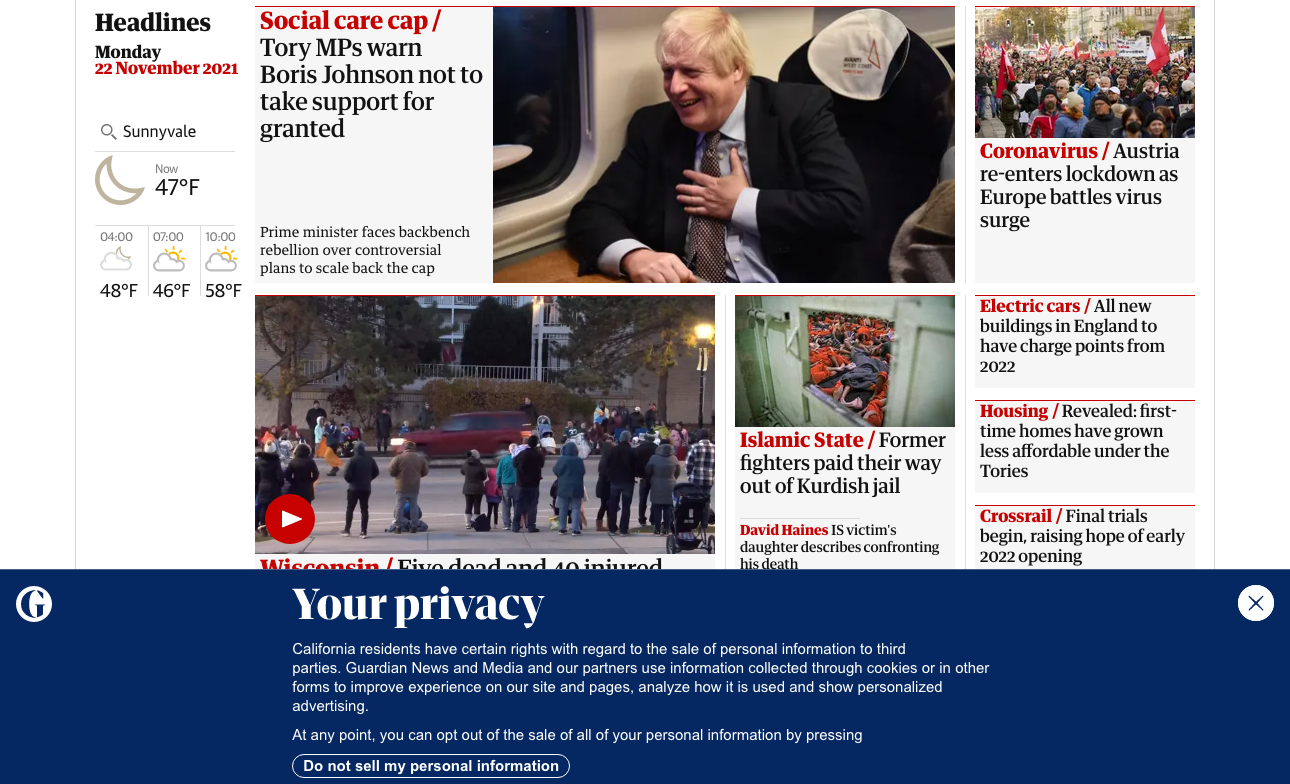 Headlines
Monday
22 November 2021
Sunnyvale
Now
47°F
04:00
07:00
10:00
48°F
46°F
58°F
Social care cap /
Tory MPs warn
Boris Johnson not to
take support for
granted
Prime minister faces backbench
rebellion over controversial
plans to scale back the cap
AVANTI
WEST COAST
Coronavirus / Austria
re-enters lockdown as
Europe battles virus
surge
Wisconsin / Five dead and 40 injured
Islamic State / Former
fighters paid their way
out of Kurdish jail
David Haines IS victim's
daughter describes confronting
his death
Electric cars / All new
buildings in England to
have charge points from
2022
Housing / Revealed: first-
time homes have grown
less affordable under the
Tories
Crossrail / Final trials
begin, raising hope of early
2022 opening
G
Your privacy
California residents have certain rights with regard to the sale of personal information to third
parties. Guardian News and Media and our partners use information collected through cookies or in other
forms to improve experience on our site and pages, analyze how it is used and show personalized
advertising.
At any point, you can opt out of the sale of all of your personal information by pressing
Do not sell my personal information